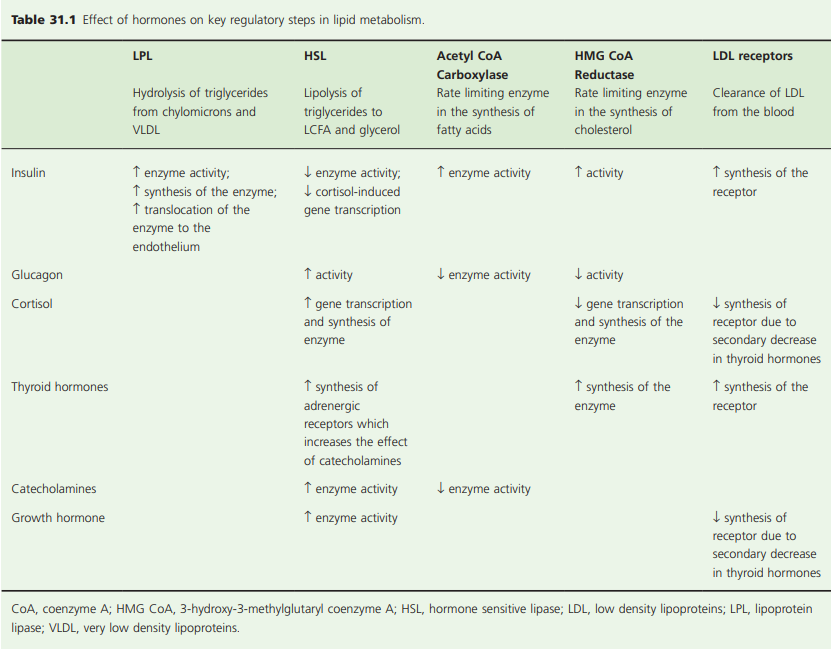 Table 31.1 Effect of hormones on key regulatory steps in lipid metabolism.
LPL
Hydrolysis of triglycerides
from chylomicrons and
VLDL
HSL
Lipolysis of
triglycerides to
LCFA and glycerol
Acetyl CoA
Carboxylase
Rate limiting enzyme
in the synthesis of
fatty acids
HMG CoA
Reductase
Rate limiting enzyme
in the synthesis of
cholesterol
LDL receptors
Clearance of LDL
from the blood
Insulin
↑ enzyme activity;
↑ synthesis of the enzyme;
↑ translocation of the
enzyme to the
endothelium
↓ enzyme activity;
↓ cortisol-induced
gene transcription
↑ enzyme activity
↑ activity
↑ synthesis of the
receptor
Glucagon
↑ activity
↓ enzyme activity
↓ activity
Cortisol
↑ gene transcription
and synthesis of
enzyme
↓ gene transcription
and synthesis of the
enzyme
↓ synthesis of
receptor due to
secondary decrease
in thyroid hormones
Thyroid hormones
↑ synthesis of
adrenergic
receptors which
increases the effect
of catecholamines
↑ synthesis of the
enzyme
↑ synthesis of the
receptor
Catecholamines
↑ enzyme activity
↓ enzyme activity
Growth hormone
↑ enzyme activity
↓ synthesis of
receptor due to
secondary decrease
in thyroid hormones
CoA, coenzyme A; HMG CoA, 3-hydroxy-3-methylglutaryl coenzyme A; HSL, hormone sensitive lipase; LDL, low density lipoproteins; LPL, lipoprotein
lipase; VLDL, very low density lipoproteins.